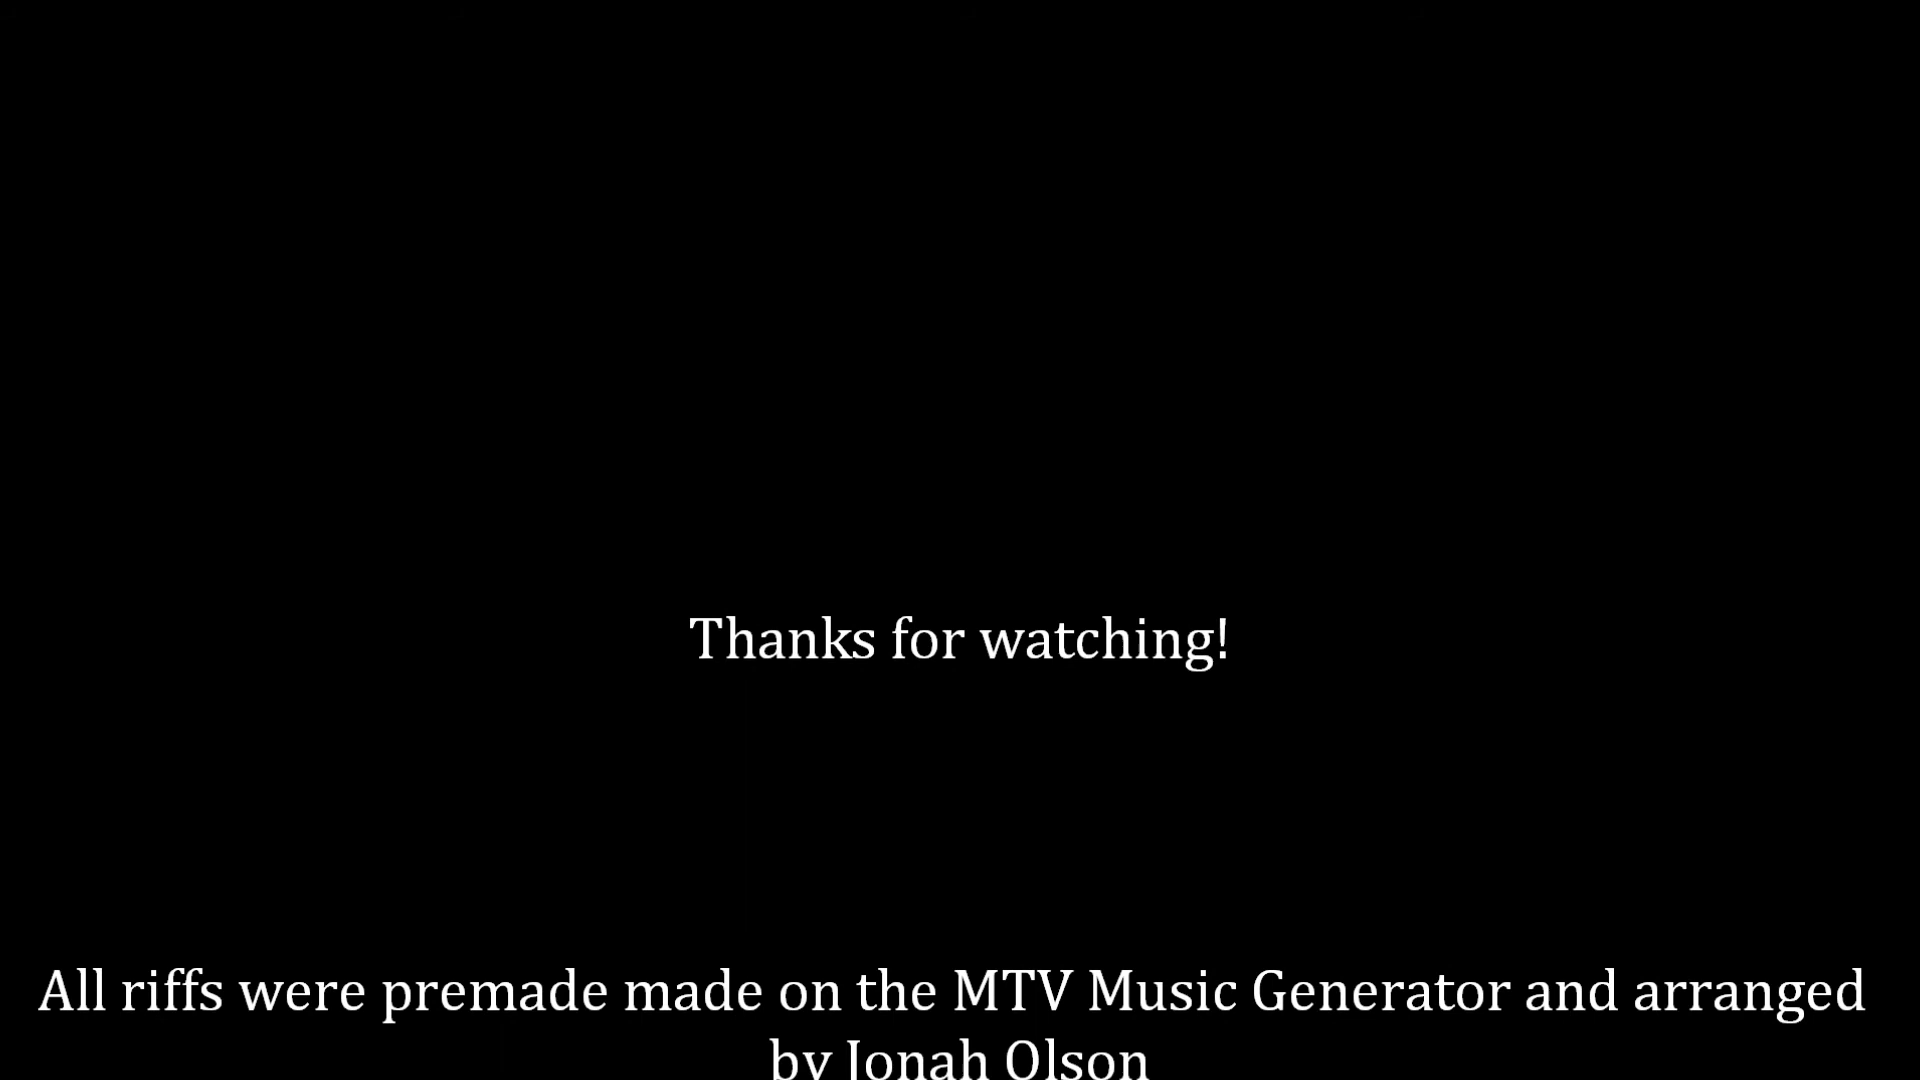 Thanks for watching!
All riffs were premade made on the MTV Music Generator and arranged
by Jonah Olson